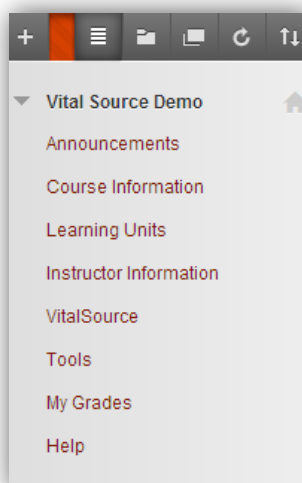 Vital Source Demo
Announcements
Course Information
Learning Units
Instructor Information
VitalSource
Tools
My Grades
Help